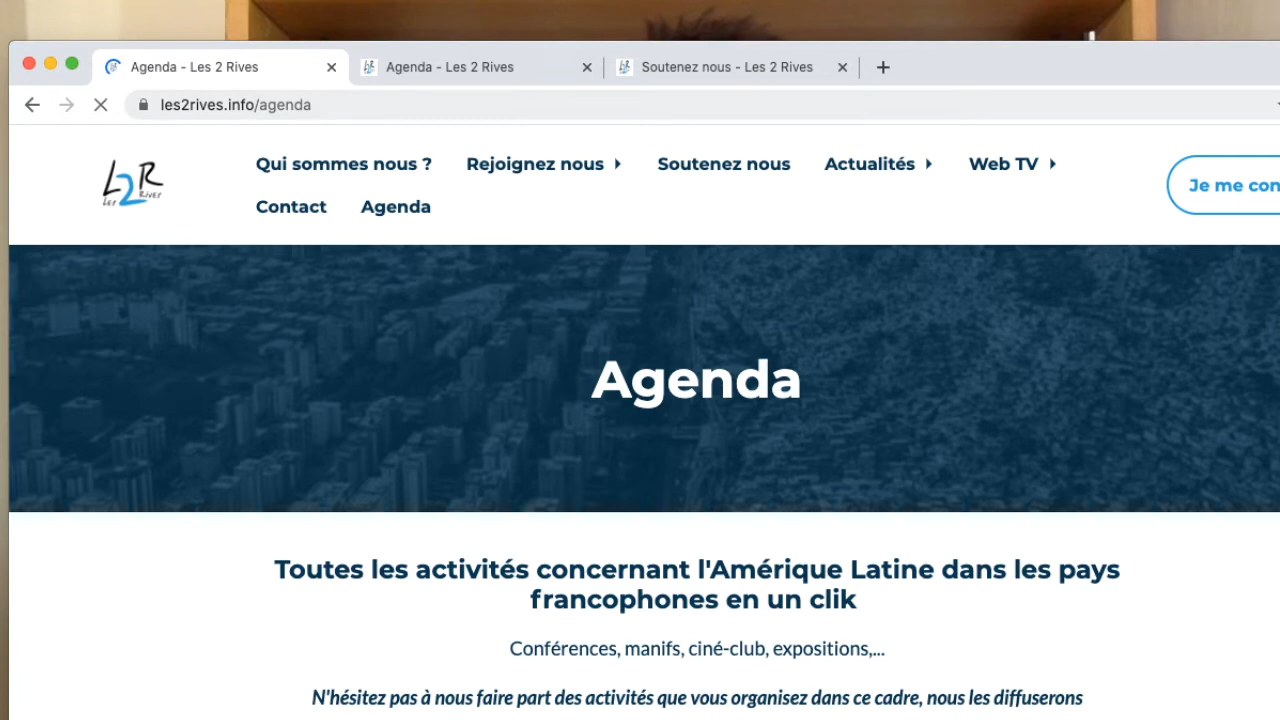 Agenda - Les 2 Rives
Agenda - Les 2 Rives
Soutenez nous - Les 2 Rives
les2rives.info/agenda
L2R
Les Rives
Qui sommes nous ?
Rejoignez nous
Soutenez nous
Actualités
Web TV
Contact
Agenda
Je me con
Agenda
Toutes les activités concernant l'Amérique Latine dans les pays
francophones en un clik
Conférences, manifs, ciné-club, expositions,...
N'hésitez pas à nous faire part des activités que vous organisez dans ce cadre, nous les diffuserons